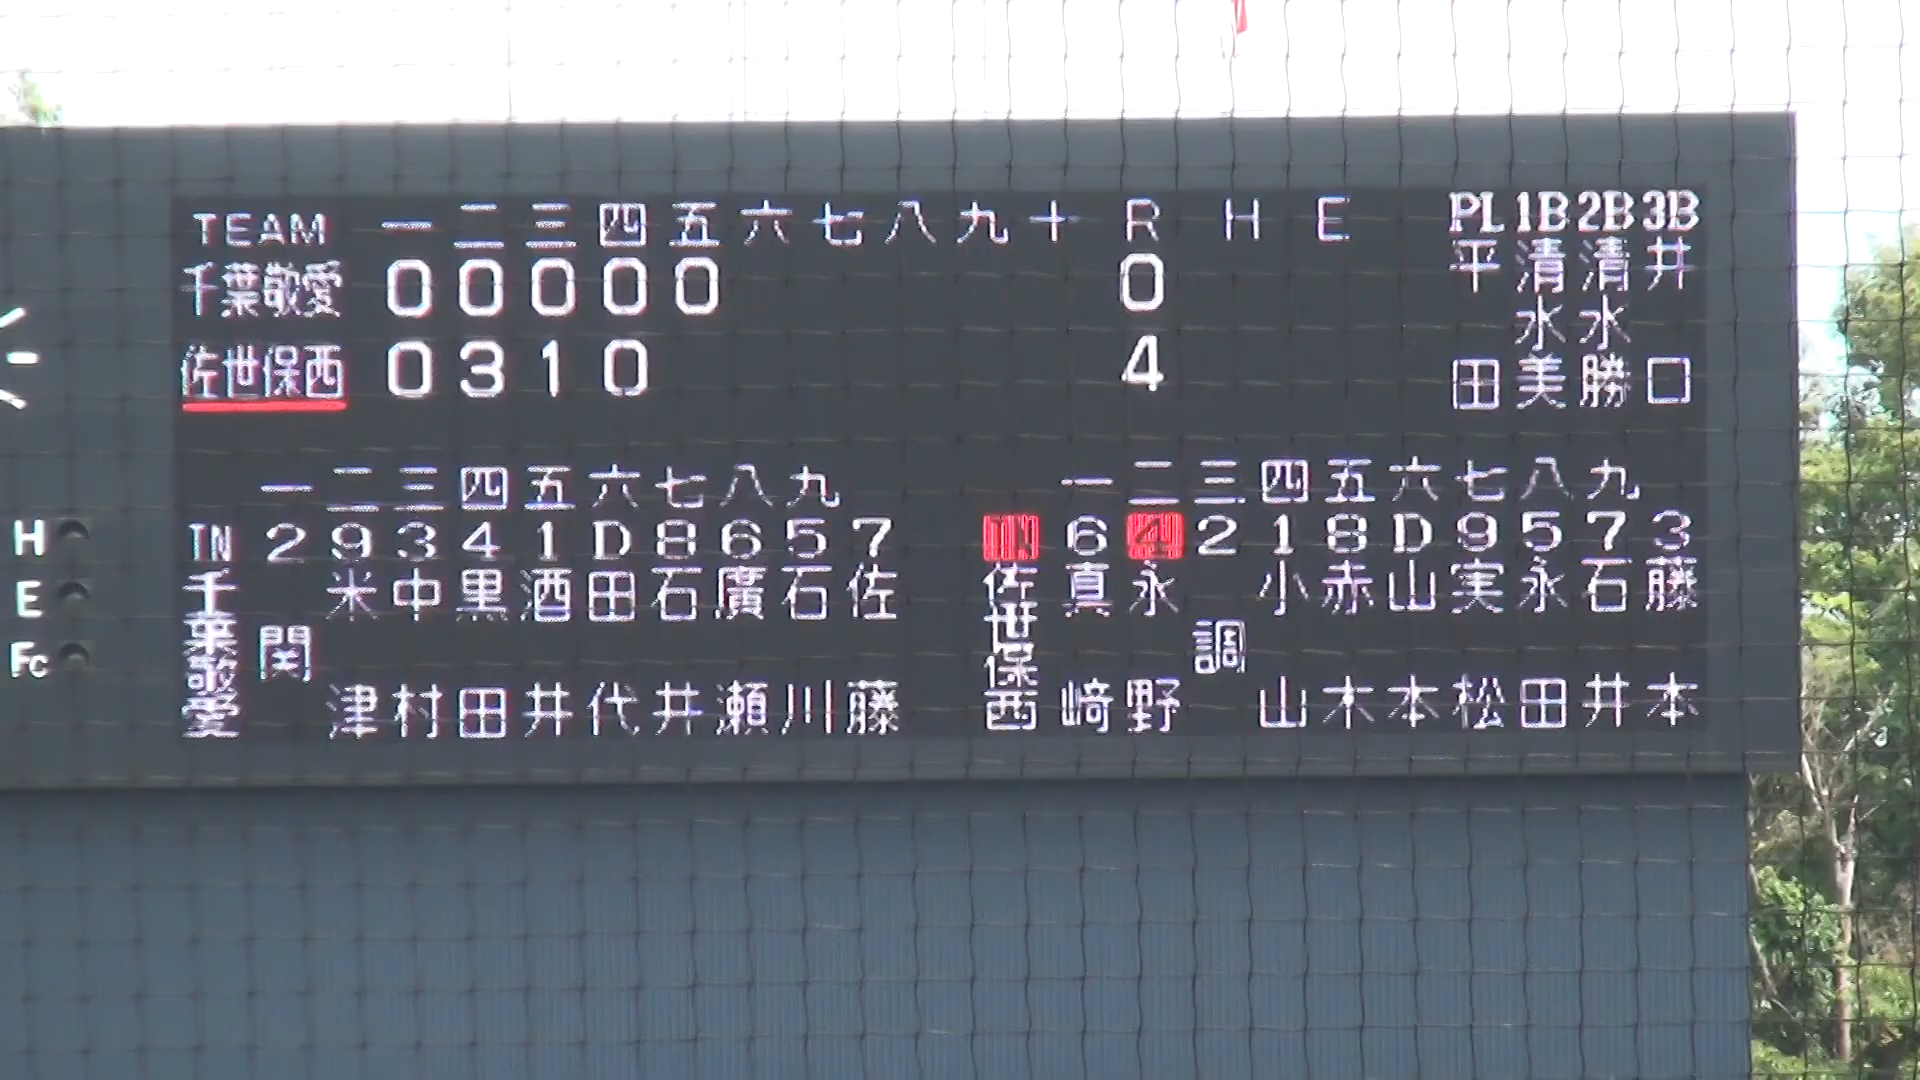 TEAM 一 二 三 四 五 六 七 八 九 十 R H E PL 1B 2B 3B
千葉敬愛 0 0 0 0 0 0
佐世保西 0 3 1 0 4
平田 清水美 清水勝 井口
一 二 三 四 五 六 七 八 九
TN 2 9 3 4 1 D 8 6 5 7
千葉敬愛 関 米津 中村 黒田 酒井 田代 石井 廣瀬 石川 佐藤
一 二 三 四 五 六 七 八 九
TN 6 4 2 1 8 D 9 5 7 3
佐世保西 真崎 永野 調 小山 赤木 山本 実松 永田 石井 藤本
H
E
Fc